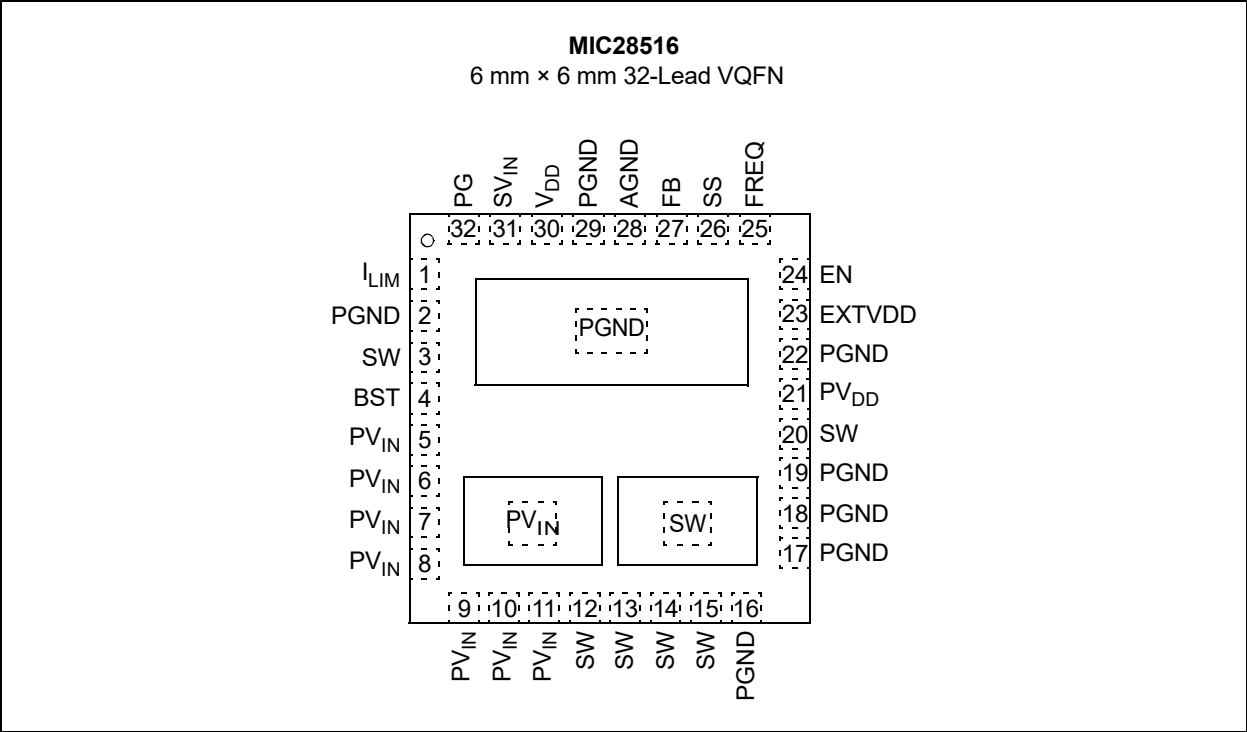 MIC28516
6 mm × 6 mm 32-Lead VQFN
PG
SVIN
VDD
PGND
AGND
FB
SS
FREQ
32 31 30 29 28 27 26 25
ILIM 1
PGND 2
SW 3
BST 4
PVIN 5
PVIN 6
PVIN 7
PVIN 8
24 EN
23 EXTVDD
22 PGND
21 PVDD
20 SW
19 PGND
18 PGND
17 PGND
PGND
PVIN
SW
9 10 11 12 13 14 15 16
PVIN
PVIN
PVIN
SW
SW
SW
SW
PGND